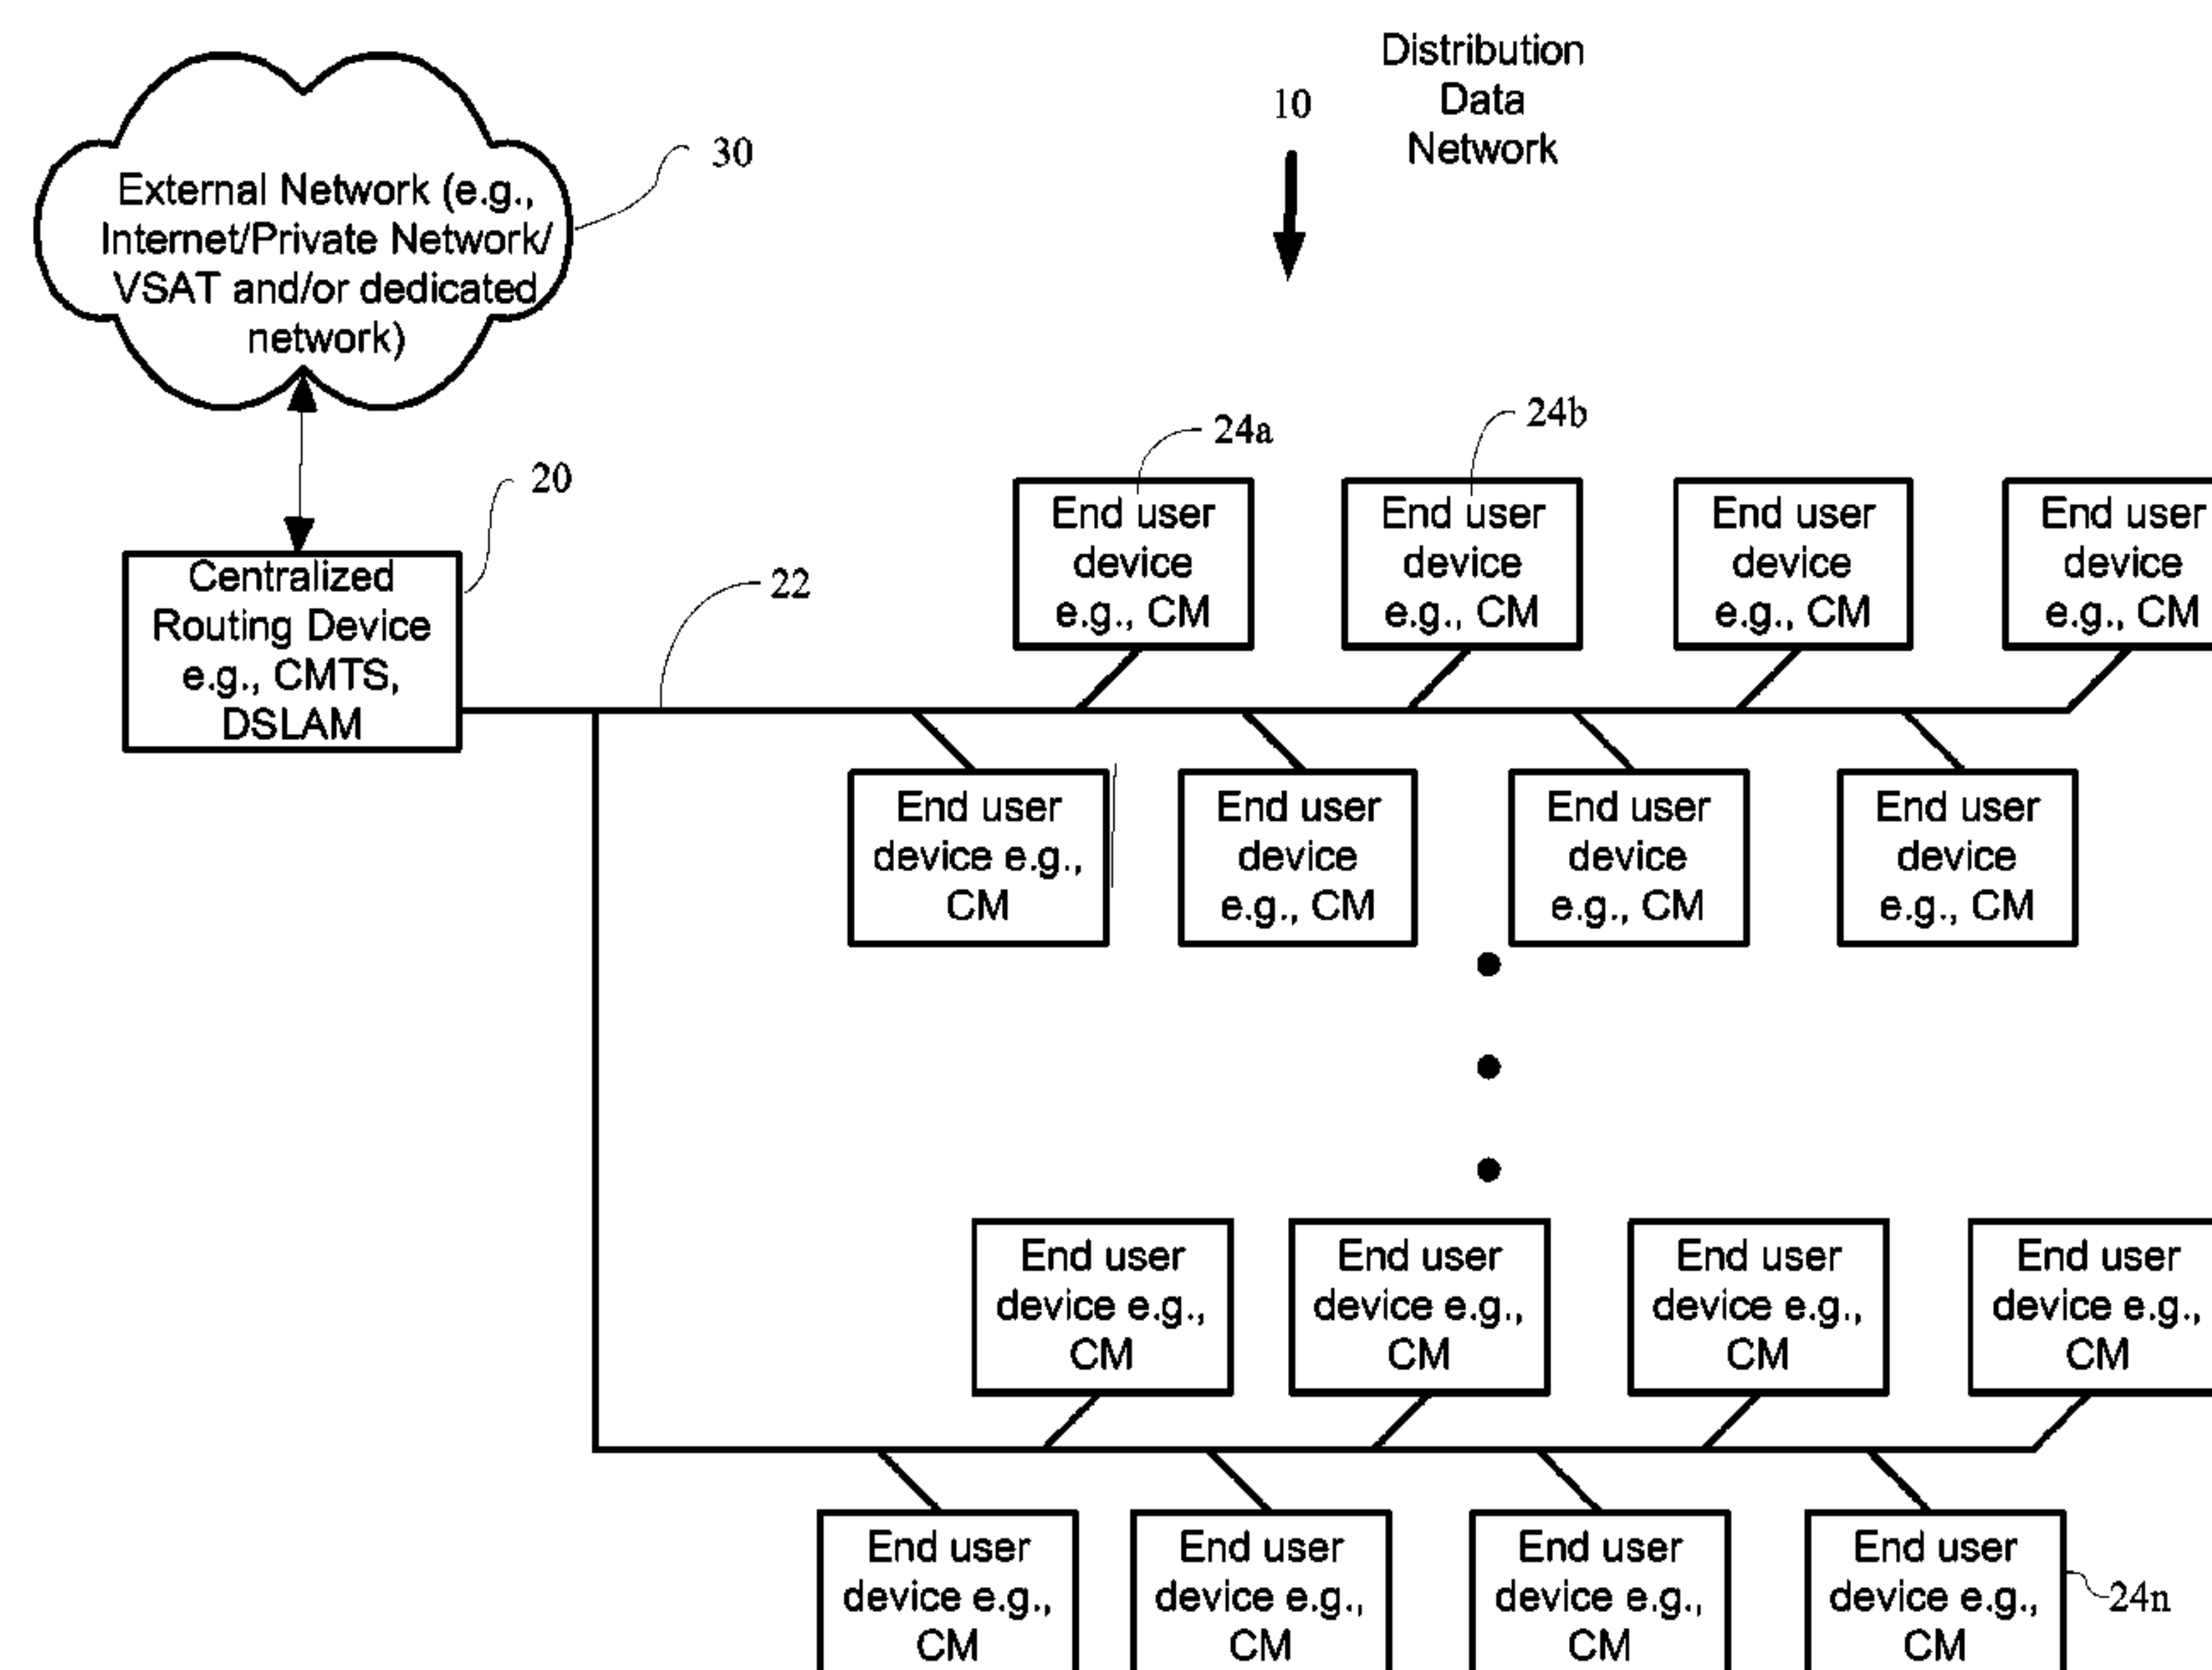 Distribution
Data
Network
10
30
External Network (e.g.,
Internet/Private Network/
VSAT and/or dedicated
network)
20
Centralized
Routing Device
e.g., CMTS,
DSLAM
22
24a
24b
End user
device
e.g., CM
End user
device
e.g., CM
End user
device
e.g., CM
End user
device
e.g., CM
End user
device e.g.,
CM
End user
device
e.g., CM
End user
device
e.g., CM
End user
device
e.g., CM
End user
device e.g.,
CM
End user
device e.g.,
CM
End user
device e.g.,
CM
End user
device e.g.,
CM
End user
device e.g.,
CM
End user
device e.g.,
CM
End user
device e.g.,
CM
End user
device e.g.,
CM
24n